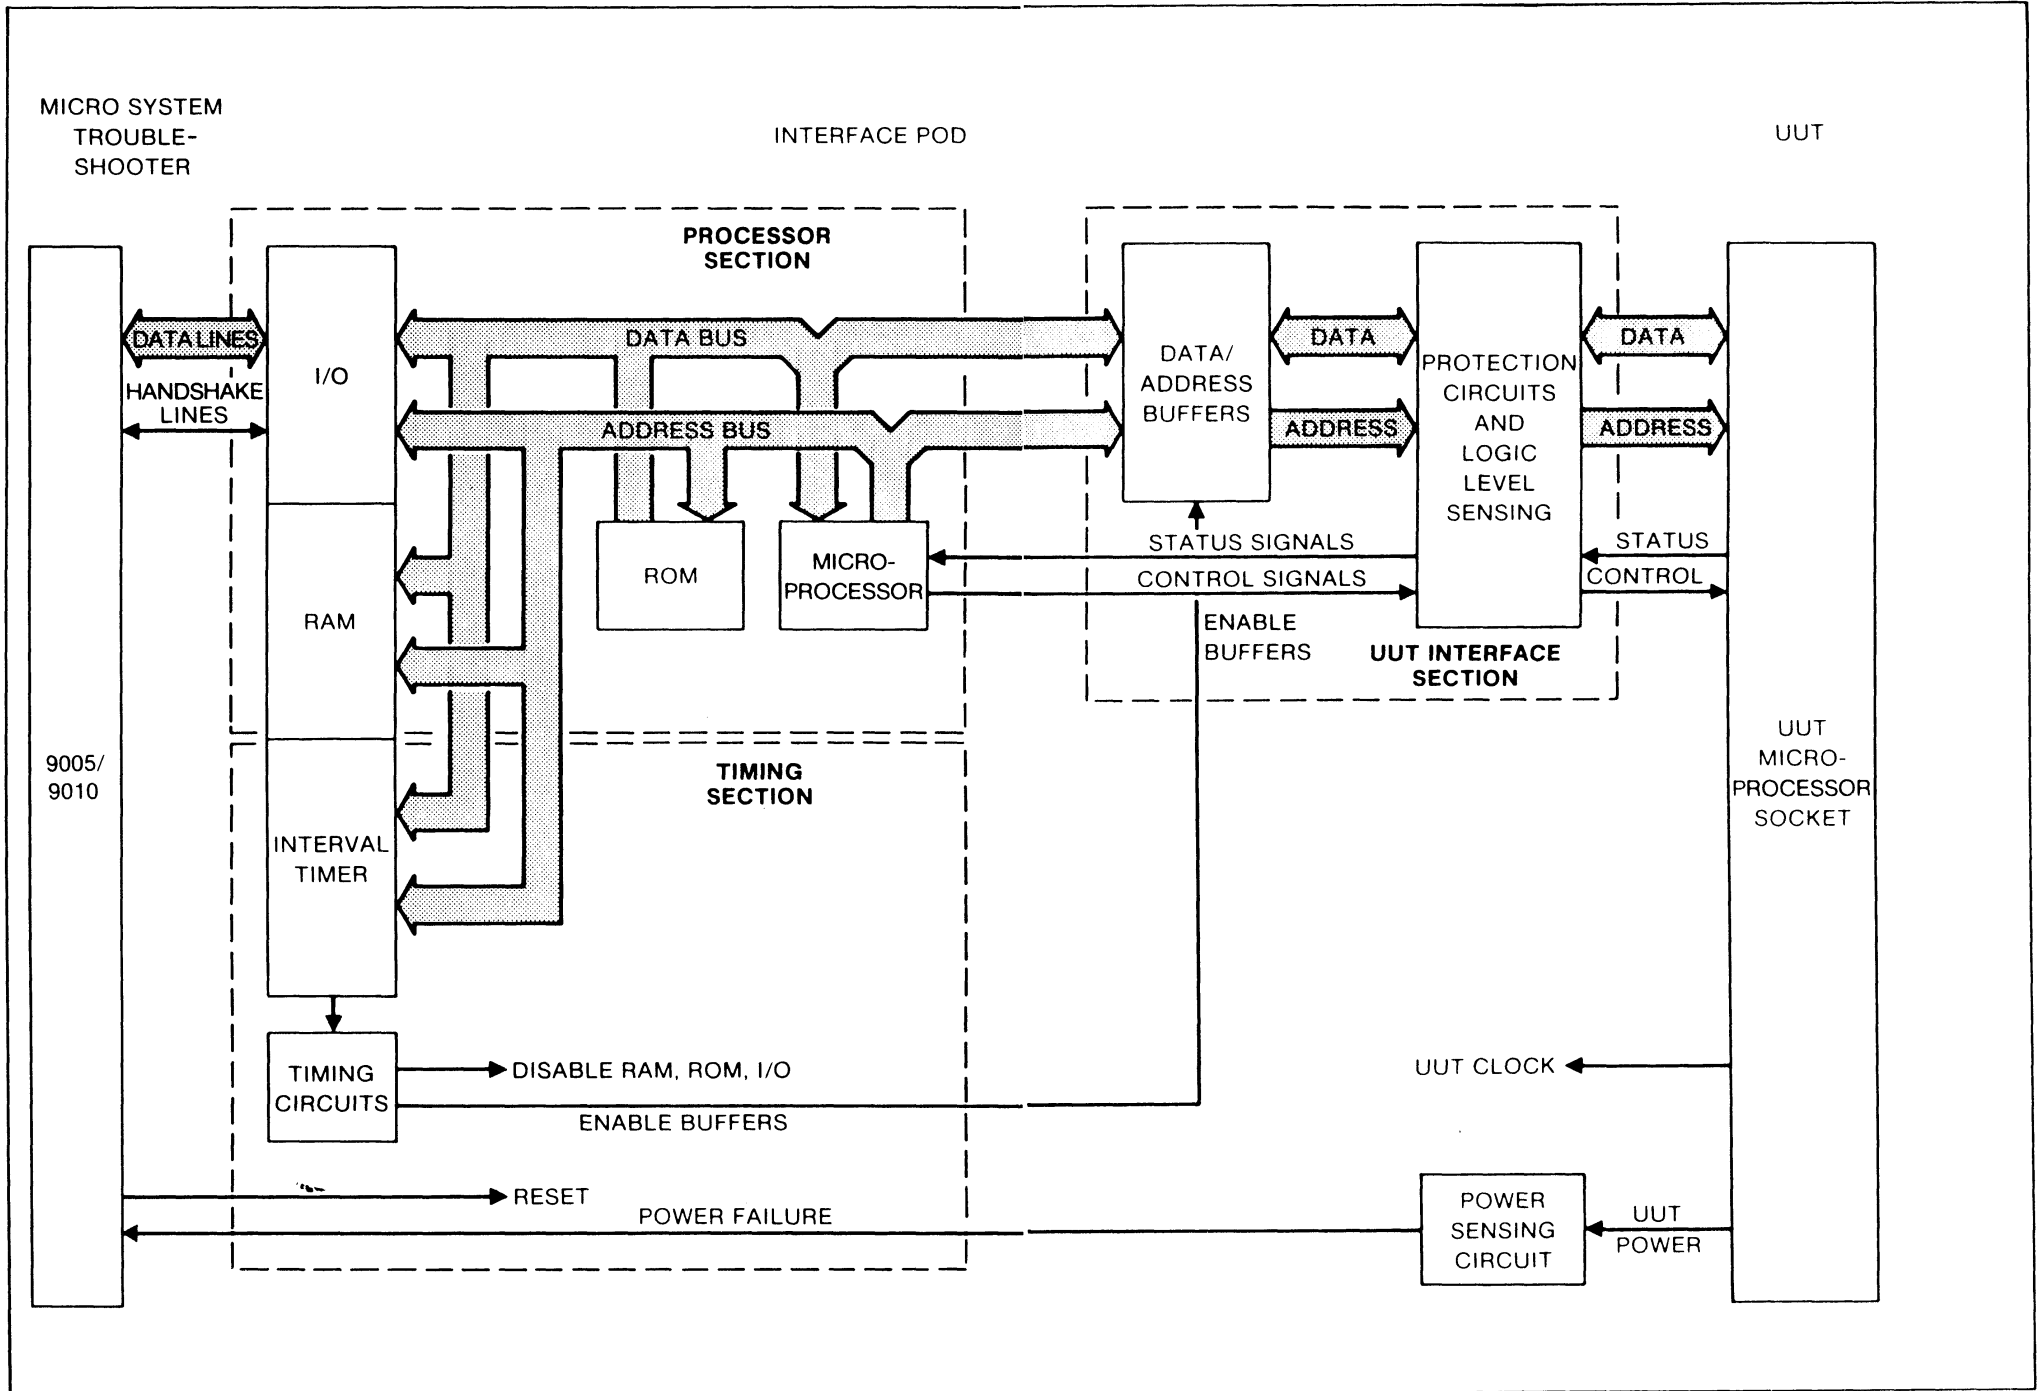 MICRO SYSTEM
TROUBLE-
SHOOTER
INTERFACE POD
UUT
PROCESSOR
SECTION
DATA LINES
HANDSHAKE
LINES
I/O
DATA BUS
ADDRESS BUS
DATA/
ADDRESS
BUFFERS
DATA
ADDRESS
PROTECTION
CIRCUITS
AND
LOGIC
LEVEL
SENSING
DATA
ADDRESS
RAM
ROM
MICRO-
PROCESSOR
STATUS SIGNALS
CONTROL SIGNALS
STATUS
CONTROL
ENABLE
BUFFERS
UUT INTERFACE
SECTION
9005/
9010
TIMING
SECTION
UUT
MICRO-
PROCESSOR
SOCKET
INTERVAL
TIMER
TIMING
CIRCUITS
DISABLE RAM, ROM, I/O
ENABLE BUFFERS
UUT CLOCK
RESET
POWER FAILURE
POWER
SENSING
CIRCUIT
UUT
POWER